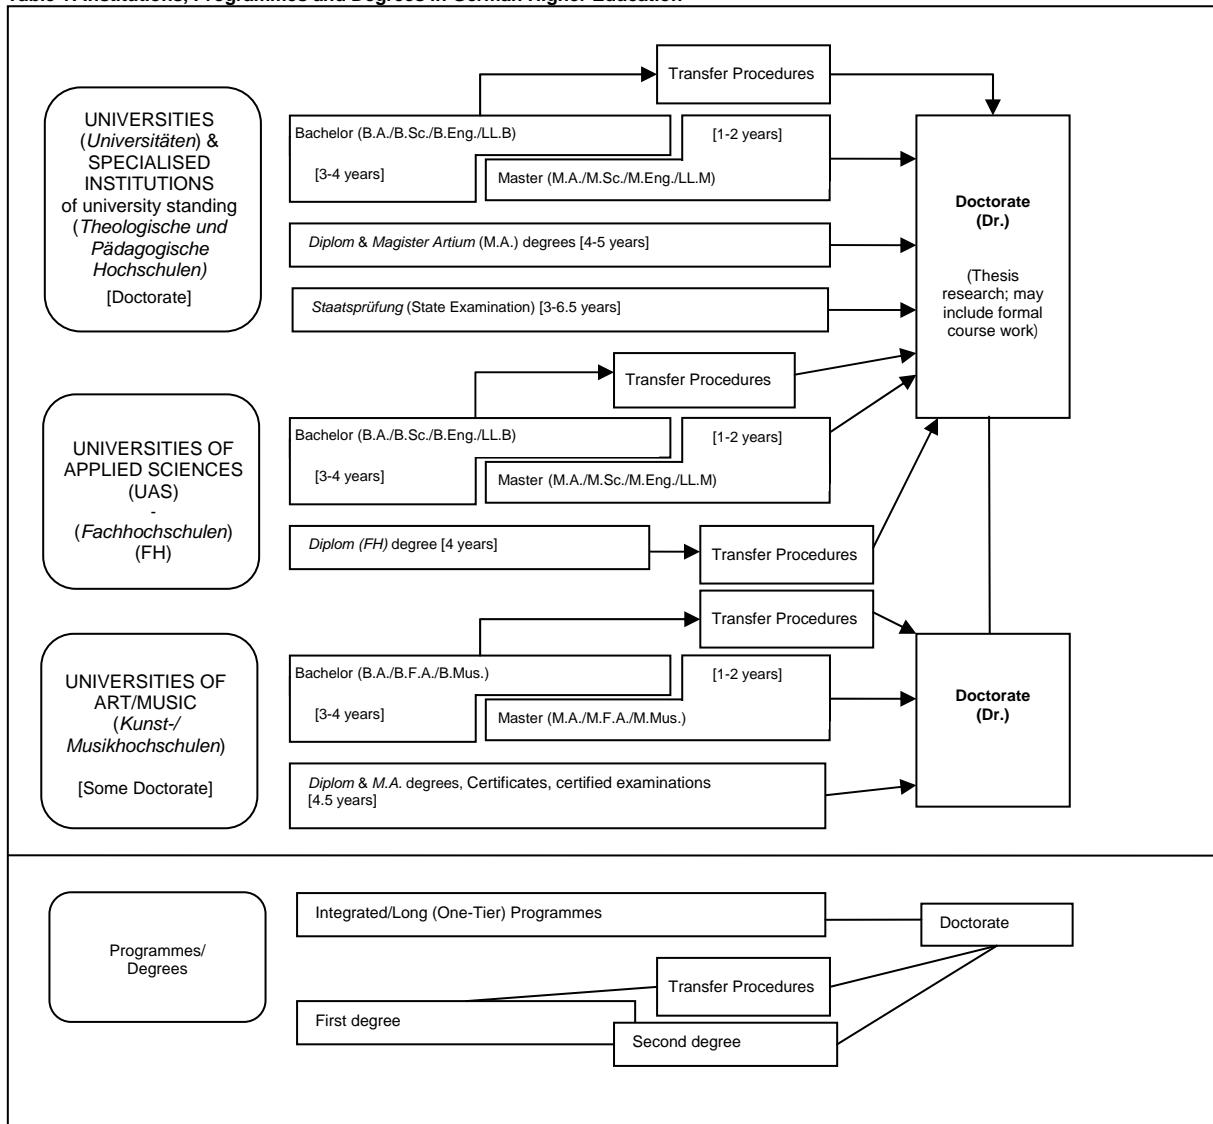 Table 1: Institutions, Programmes and Degrees in German Higher Education
Transfer Procedures
UNIVERSITIES
(Universitäten) &
SPECIALISED
INSTITUTIONS
of university standing
(Theologische und
Pädagogische
Hochschulen)
[Doctorate]
Bachelor (B.A./B.Sc./B.Eng./LL.B)
[3-4 years]
[1-2 years]
Master (M.A./M.Sc./M.Eng./LL.M)
Diplom & Magister Artium (M.A.) degrees [4-5 years]
Staatsprüfung (State Examination) [3-6.5 years]
Doctorate
(Dr.)
(Thesis
research; may
include formal
course work)
Transfer Procedures
UNIVERSITIES OF
APPLIED SCIENCES
(UAS)
-
(Fachhochschulen)
(FH)
Bachelor (B.A./B.Sc./B.Eng./LL.B)
[3-4 years]
[1-2 years]
Master (M.A./M.Sc./M.Eng./LL.M)
Diplom (FH) degree [4 years]
Transfer Procedures
Transfer Procedures
UNIVERSITIES OF
ART/MUSIC
(Kunst-/
Musikhochschulen)
[Some Doctorate]
Bachelor (B.A./B.F.A./B.Mus.)
[3-4 years]
[1-2 years]
Master (M.A./M.F.A./M.Mus.)
Diplom & M.A. degrees, Certificates, certified examinations
[4.5 years]
Doctorate
(Dr.)
Programmes/
Degrees
Integrated/Long (One-Tier) Programmes
Doctorate
Transfer Procedures
First degree
Second degree